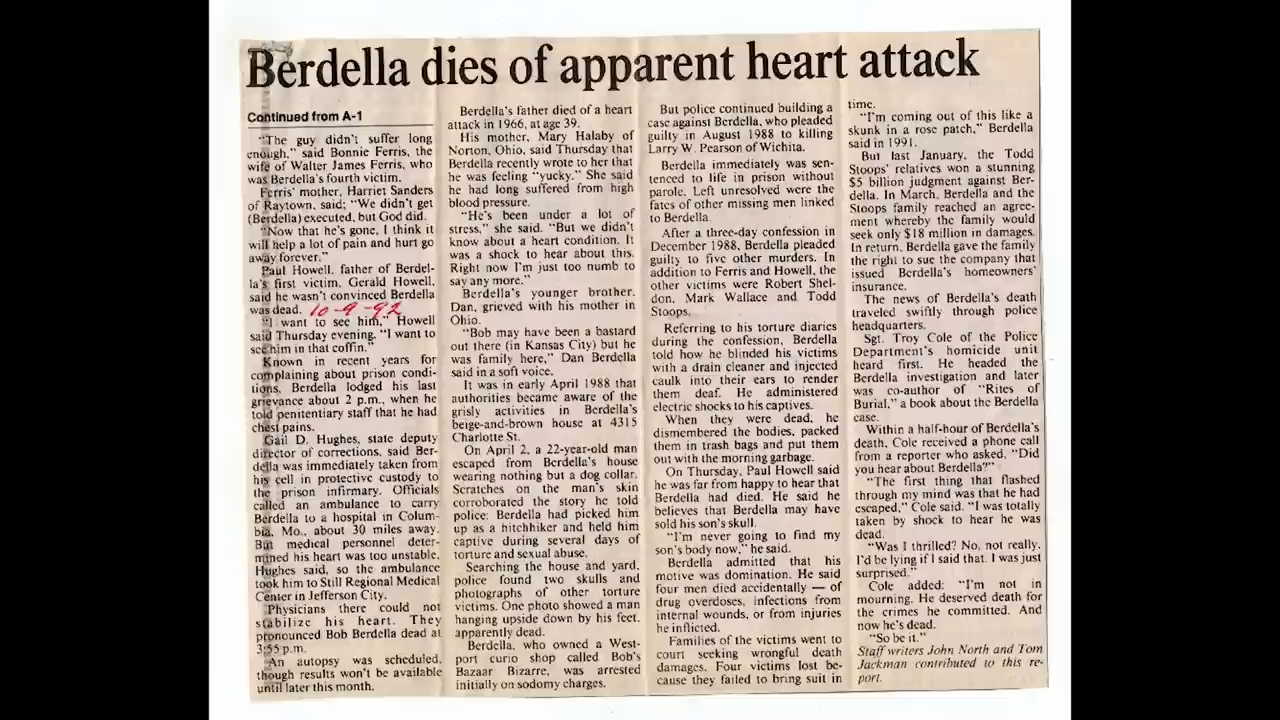 Berdella dies of apparent heart attack
Continued from A-1
"The guy didn't suffer long
enough," said Bonnie Ferris, the
wife of Walter James Ferris, who
was Berdella's fourth victim.
Ferris' mother, Harriet Sanders
of Raytown, said; "We didn't get
(Berdella) executed, but God did.
"Now that he's gone, I think it
will help a lot of pain and hurt go
away forever."
Paul Howell, father of Berdel-
la's first victim, Gerald Howell,
said he wasn't convinced Berdella
was dead. 10-9-92
"I want to see him," Howell
said Thursday evening. "I want to
see him in that coffin."
Known in recent years for
complaining about prison condi-
tions, Berdella lodged his last
grievance about 2 p.m., when he
told penitentiary staff that he had
chest pains.
Gail D. Hughes, state deputy
director of corrections, said Ber-
della was immediately taken from
his cell in protective custody to
the prison infirmary. Officials
called an ambulance to carry
Berdella to a hospital in Colum-
bia, Mo., about 30 miles away.
But medical personnel deter-
mined his heart was too unstable,
Hughes said, so the ambulance
took him to Still Regional Medical
Center in Jefferson City.
Physicians there could not
stabilize his heart. They
pronounced Bob Berdella dead at
3:55 p.m.
An autopsy was scheduled,
though results won't be available
until later this month.
Berdella's father died of a heart
attack in 1966, at age 39.
His mother, Mary Halaby of
Norton, Ohio, said Thursday that
Berdella recently wrote to her that
he was feeling "yucky." She said
he had long suffered from high
blood pressure.
"He's been under a lot of
stress," she said. "But we didn't
know about a heart condition. It
was a shock to hear about this.
Right now I'm just too numb to
say any more."
Berdella's younger brother,
Dan, grieved with his mother in
Ohio.
"Bob may have been a bastard
out there (in Kansas City) but he
was family here," Dan Berdella
said in a soft voice.
It was in early April 1988 that
authorities became aware of the
grisly activities in Berdella's
beige-and-brown house at 4315
Charlotte St.
On April 2, a 22-year-old man
escaped from Berdella's house
wearing nothing but a dog collar.
Scratches on the man's skin
corroborated the story he told
police: Berdella had picked him
up as a hitchhiker and held him
captive during several days of
torture and sexual abuse.
Searching the house and yard,
police found two skulls and
photographs of other torture
victims. One photo showed a man
hanging upside down by his feet,
apparently dead.
Berdella, who owned a West-
port curio shop called Bob's
Bazaar Bizarre, was arrested
initially on sodomy charges.
But police continued building a
case against Berdella, who pleaded
guilty in August 1988 to killing
Larry W. Pearson of Wichita.
Berdella immediately was sen-
tenced to life in prison without
parole. Left unresolved were the
fates of other missing men linked
to Berdella.
After a three-day confession in
December 1988, Berdella pleaded
guilty to five other murders. In
addition to Ferris and Howell, the
other victims were Robert Shel-
don, Mark Wallace and Todd
Stoops.
Referring to his torture diaries
during the confession, Berdella
told how he blinded his victims
with a drain cleaner and injected
caulk into their ears to render
them deaf. He administered
electric shocks to his captives.
When they were dead, he
dismembered the bodies, packed
them in trash bags and put them
out with the morning garbage.
On Thursday, Paul Howell said
he was far from happy to hear that
Berdella had died. He said he
believes that Berdella may have
sold his son's skull.
"I'm never going to find my
son's body now," he said.
Berdella admitted that his
motive was domination. He said
four men died accidentally — of
drug overdoses, infections from
internal wounds, or from injuries
he inflicted.
Families of the victims went to
court seeking wrongful death
damages. Four victims lost be-
cause they failed to bring suit in
time.
"I'm coming out of this like a
skunk in a rose patch," Berdella
said in 1991.
But last January, the Todd
Stoops' relatives won a stunning
$5 billion judgment against Ber-
della. In March, Berdella and the
Stoops family reached an agree-
ment whereby the family would
seek only $18 million in damages.
In return, Berdella gave the family
the right to sue the company that
issued Berdella's homeowners'
insurance.
The news of Berdella's death
traveled swiftly through police
headquarters.
Sgt. Troy Cole of the Police
Department's homicide unit
heard first. He headed the
Berdella investigation and later
was co-author of "Rites of
Burial," a book about the Berdella
case.
Within a half-hour of Berdella's
death, Cole received a phone call
from a reporter who asked, "Did
you hear about Berdella?"
"The first thing that flashed
through my mind was that he had
escaped," Cole said. "I was totally
taken by shock to hear he was
dead.
"Was I thrilled? No, not really.
I'd be lying if I said that. I was just
surprised."
Cole added: "I'm not in
mourning. He deserved death for
the crimes he committed. And
now he's dead.
"So be it."
Staff writers John North and Tom
Jackman contributed to this re-
port.